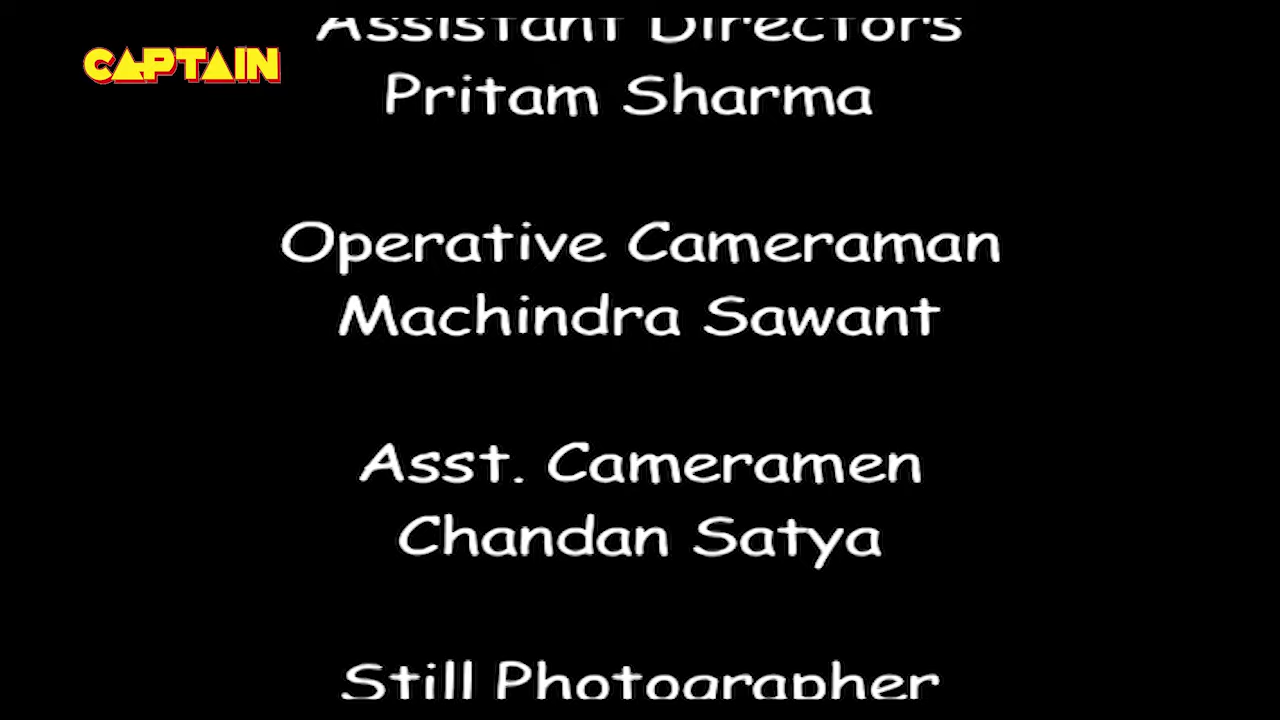 CAPTAIN
Assistant Directors
Pritam Sharma
Operative Cameraman
Machindra Sawant
Asst. Cameramen
Chandan Satya
Still Photographer